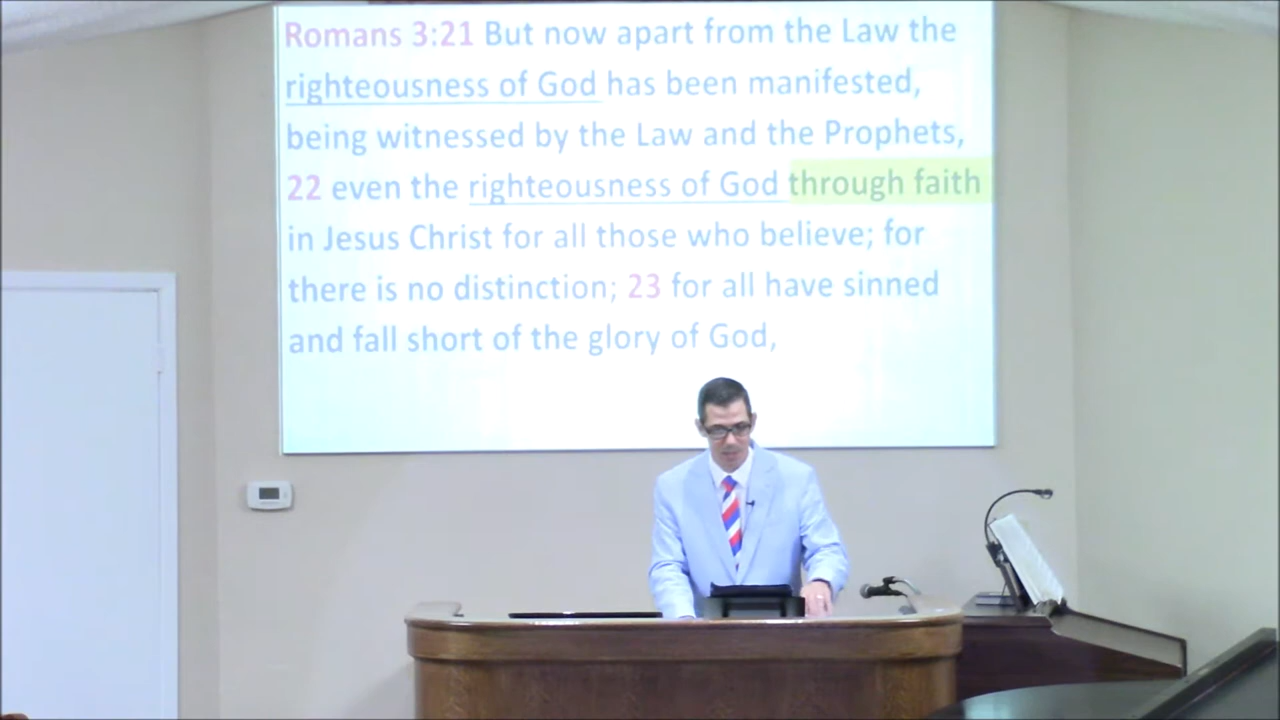 Romans 3:21 But now apart from the Law the
righteousness of God has been manifested,
being witnessed by the Law and the Prophets,
22 even the righteousness of God through faith
in Jesus Christ for all those who believe; for
there is no distinction; 23 for all have sinned
and fall short of the glory of God,